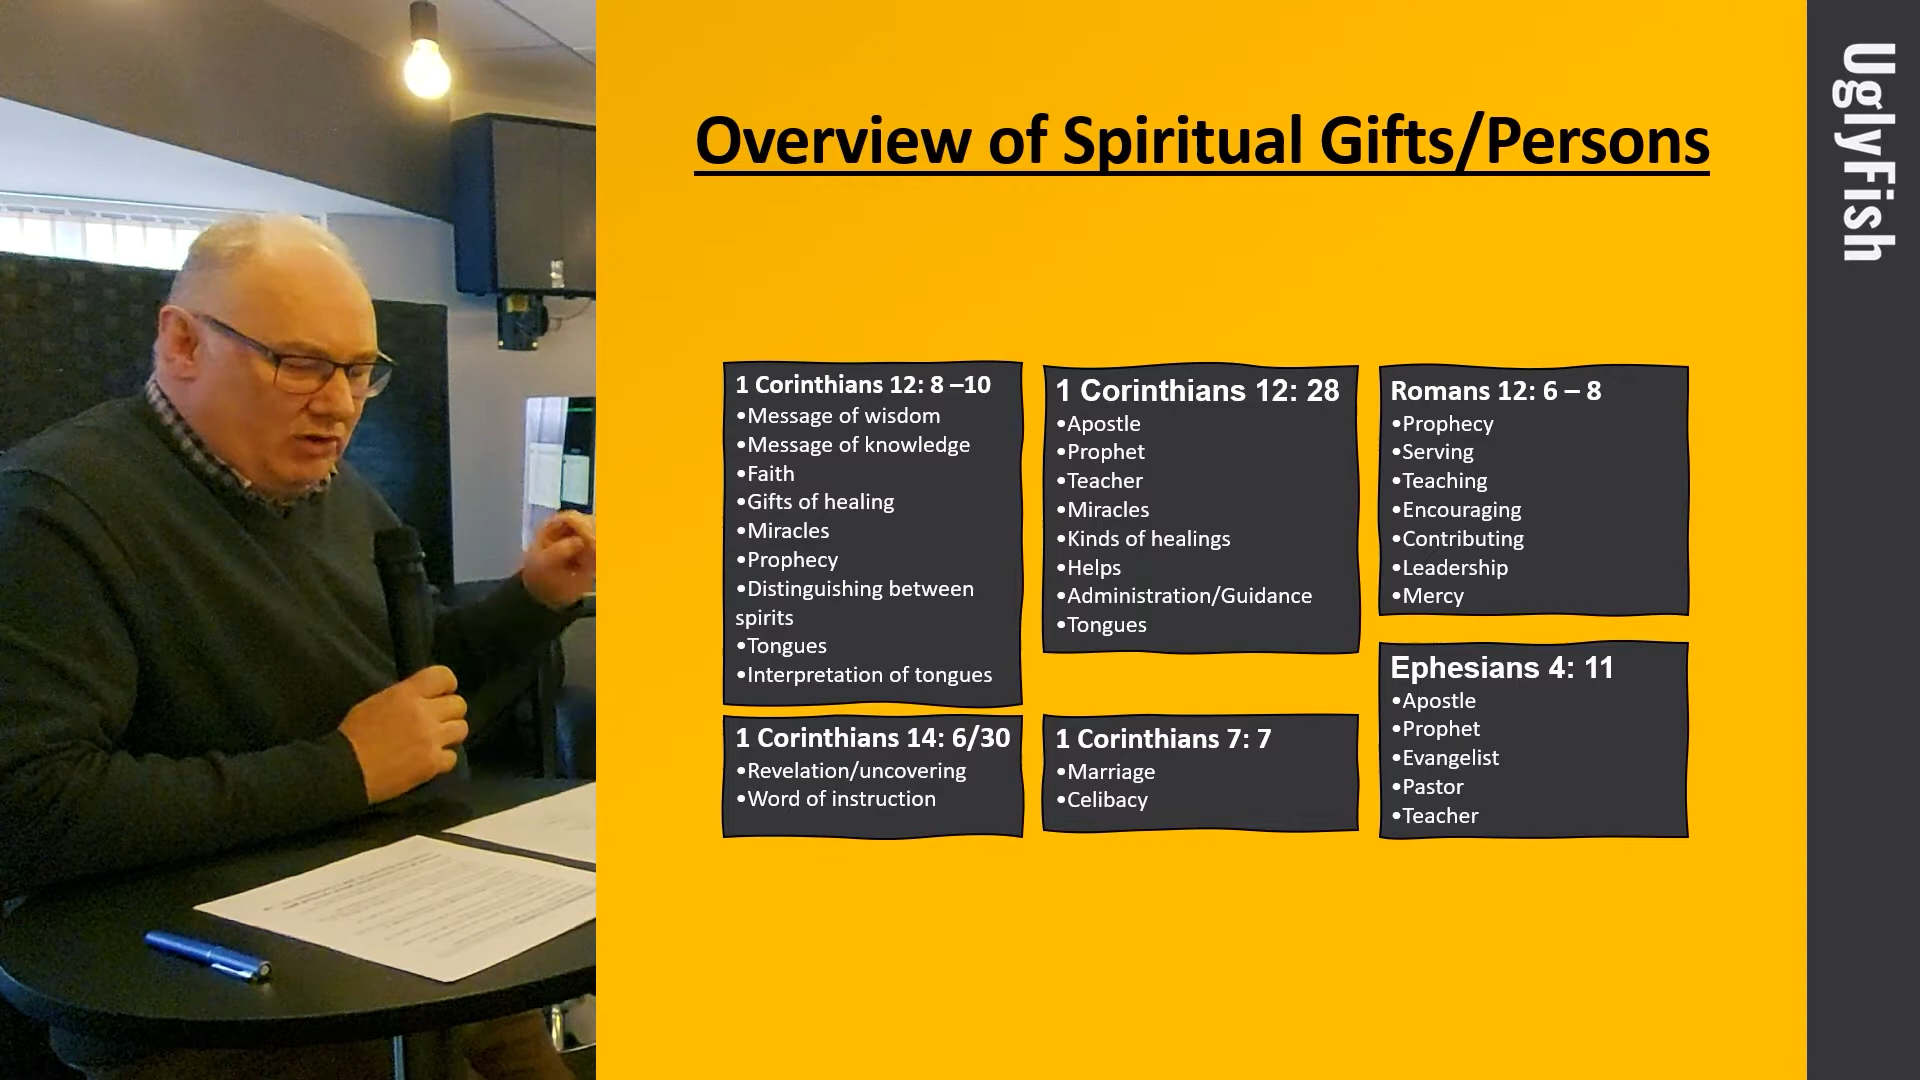 Overview of Spiritual Gifts/Persons
1 Corinthians 12: 8 –10
•Message of wisdom
•Message of knowledge
•Faith
•Gifts of healing
•Miracles
•Prophecy
•Distinguishing between
spirits
•Tongues
•Interpretation of tongues
1 Corinthians 14: 6/30
•Revelation/uncovering
•Word of instruction
1 Corinthians 12: 28
•Apostle
•Prophet
•Teacher
•Miracles
•Kinds of healings
•Helps
•Administration/Guidance
•Tongues
1 Corinthians 7: 7
•Marriage
•Celibacy
Romans 12: 6 – 8
•Prophecy
•Serving
•Teaching
•Encouraging
•Contributing
•Leadership
•Mercy
Ephesians 4: 11
•Apostle
•Prophet
•Evangelist
•Pastor
•Teacher
UglyFish